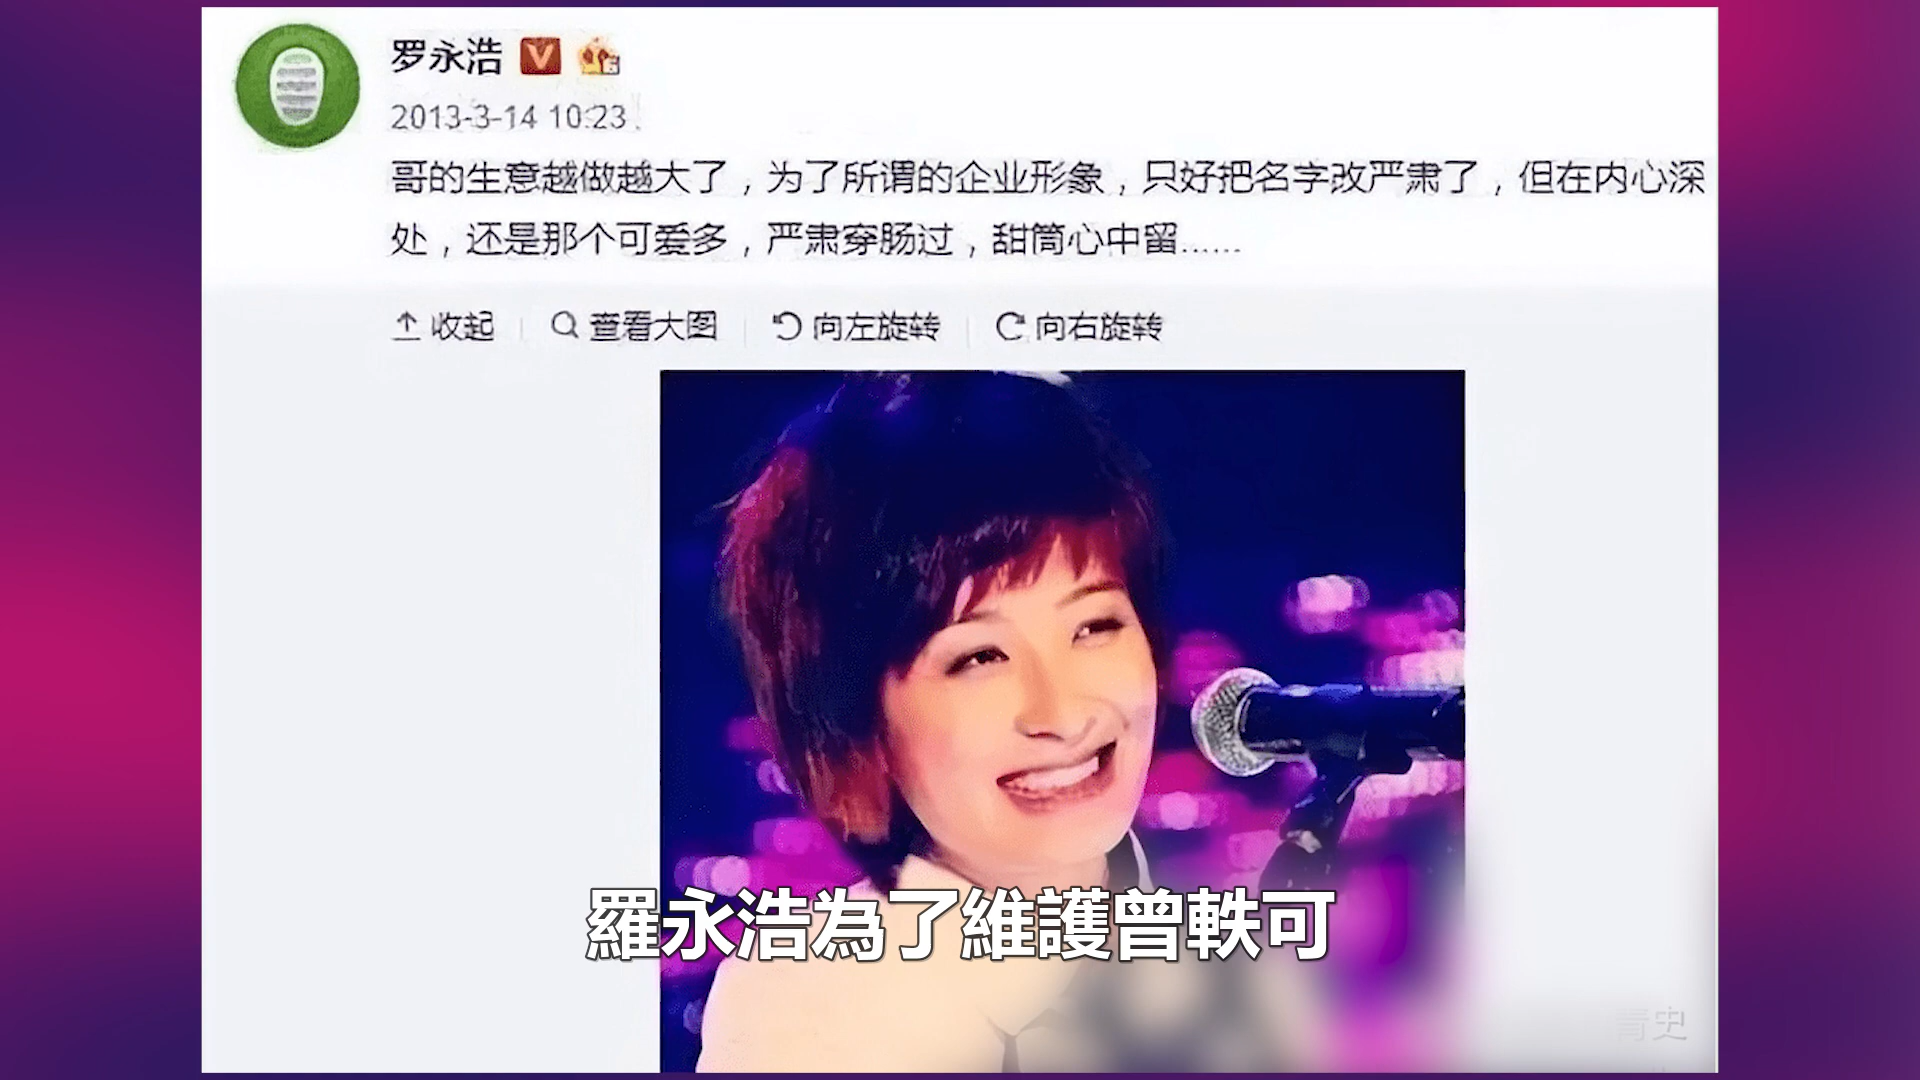 罗永浩
2013-3-14 10:23
哥的生意越做越大了，为了所谓的企业形象，只好把名字改严肃了，但在内心深
处，还是那个可爱多，严肃穿肠过，甜筒心中留……
收起 查看大图 向左旋转 向右旋转
羅永浩為了維護曾軼可
青史